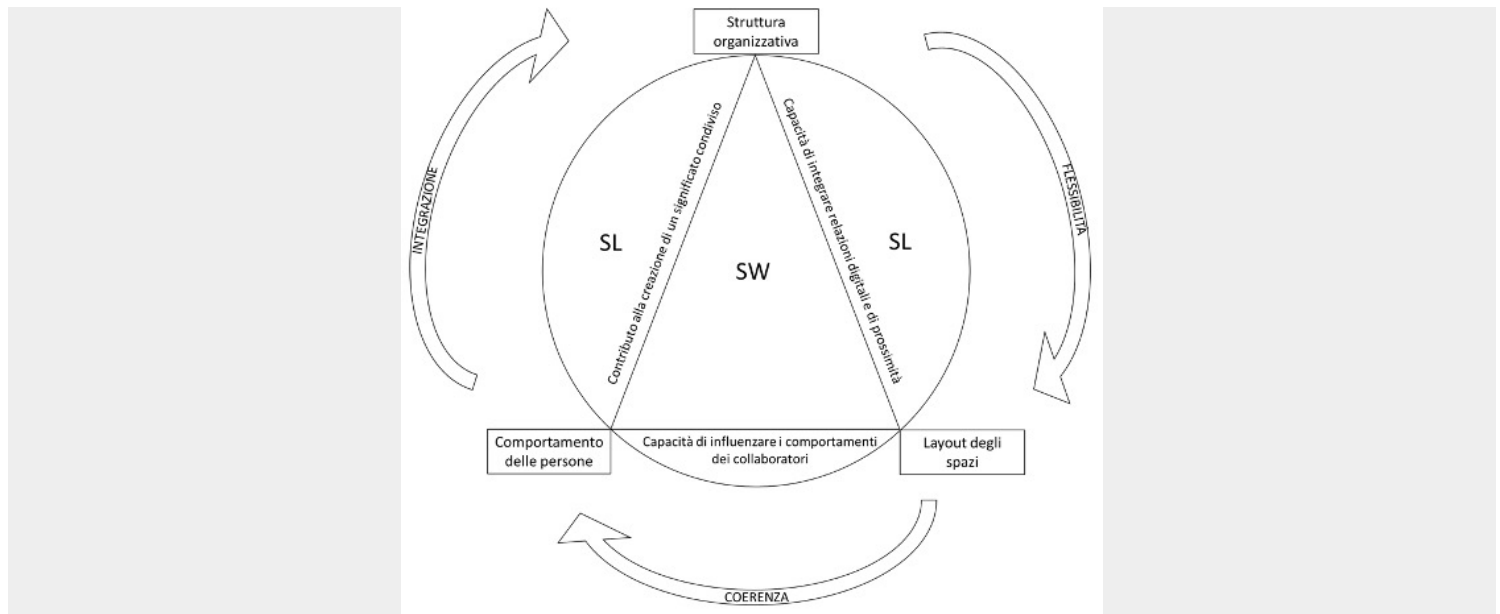 Struttura
organizzativa
INTEGRAZIONE
Contributo alla creazione di un significato condiviso
Capacità di integrare relazioni digitali e di prossimità
FLESSIBILITÀ
SL
SW
SL
Comportamento
delle persone
Capacità di influenzare i comportamenti
dei collaboratori
Layout degli
spazi
COERENZA